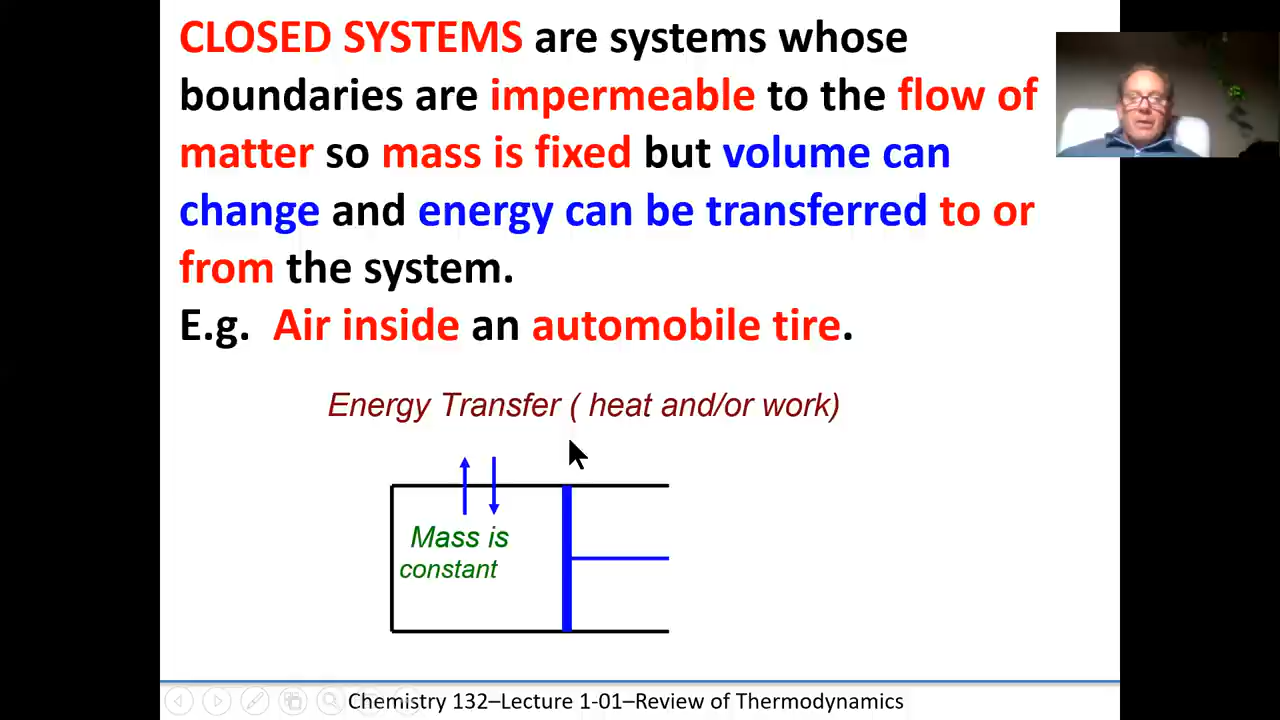 CLOSED SYSTEMS are systems whose
boundaries are impermeable to the flow of
matter so mass is fixed but volume can
change and energy can be transferred to or
from the system.
E.g. Air inside an automobile tire.
Energy Transfer ( heat and/or work)
Mass is
constant
Chemistry 132–Lecture 1-01–Review of Thermodynamics